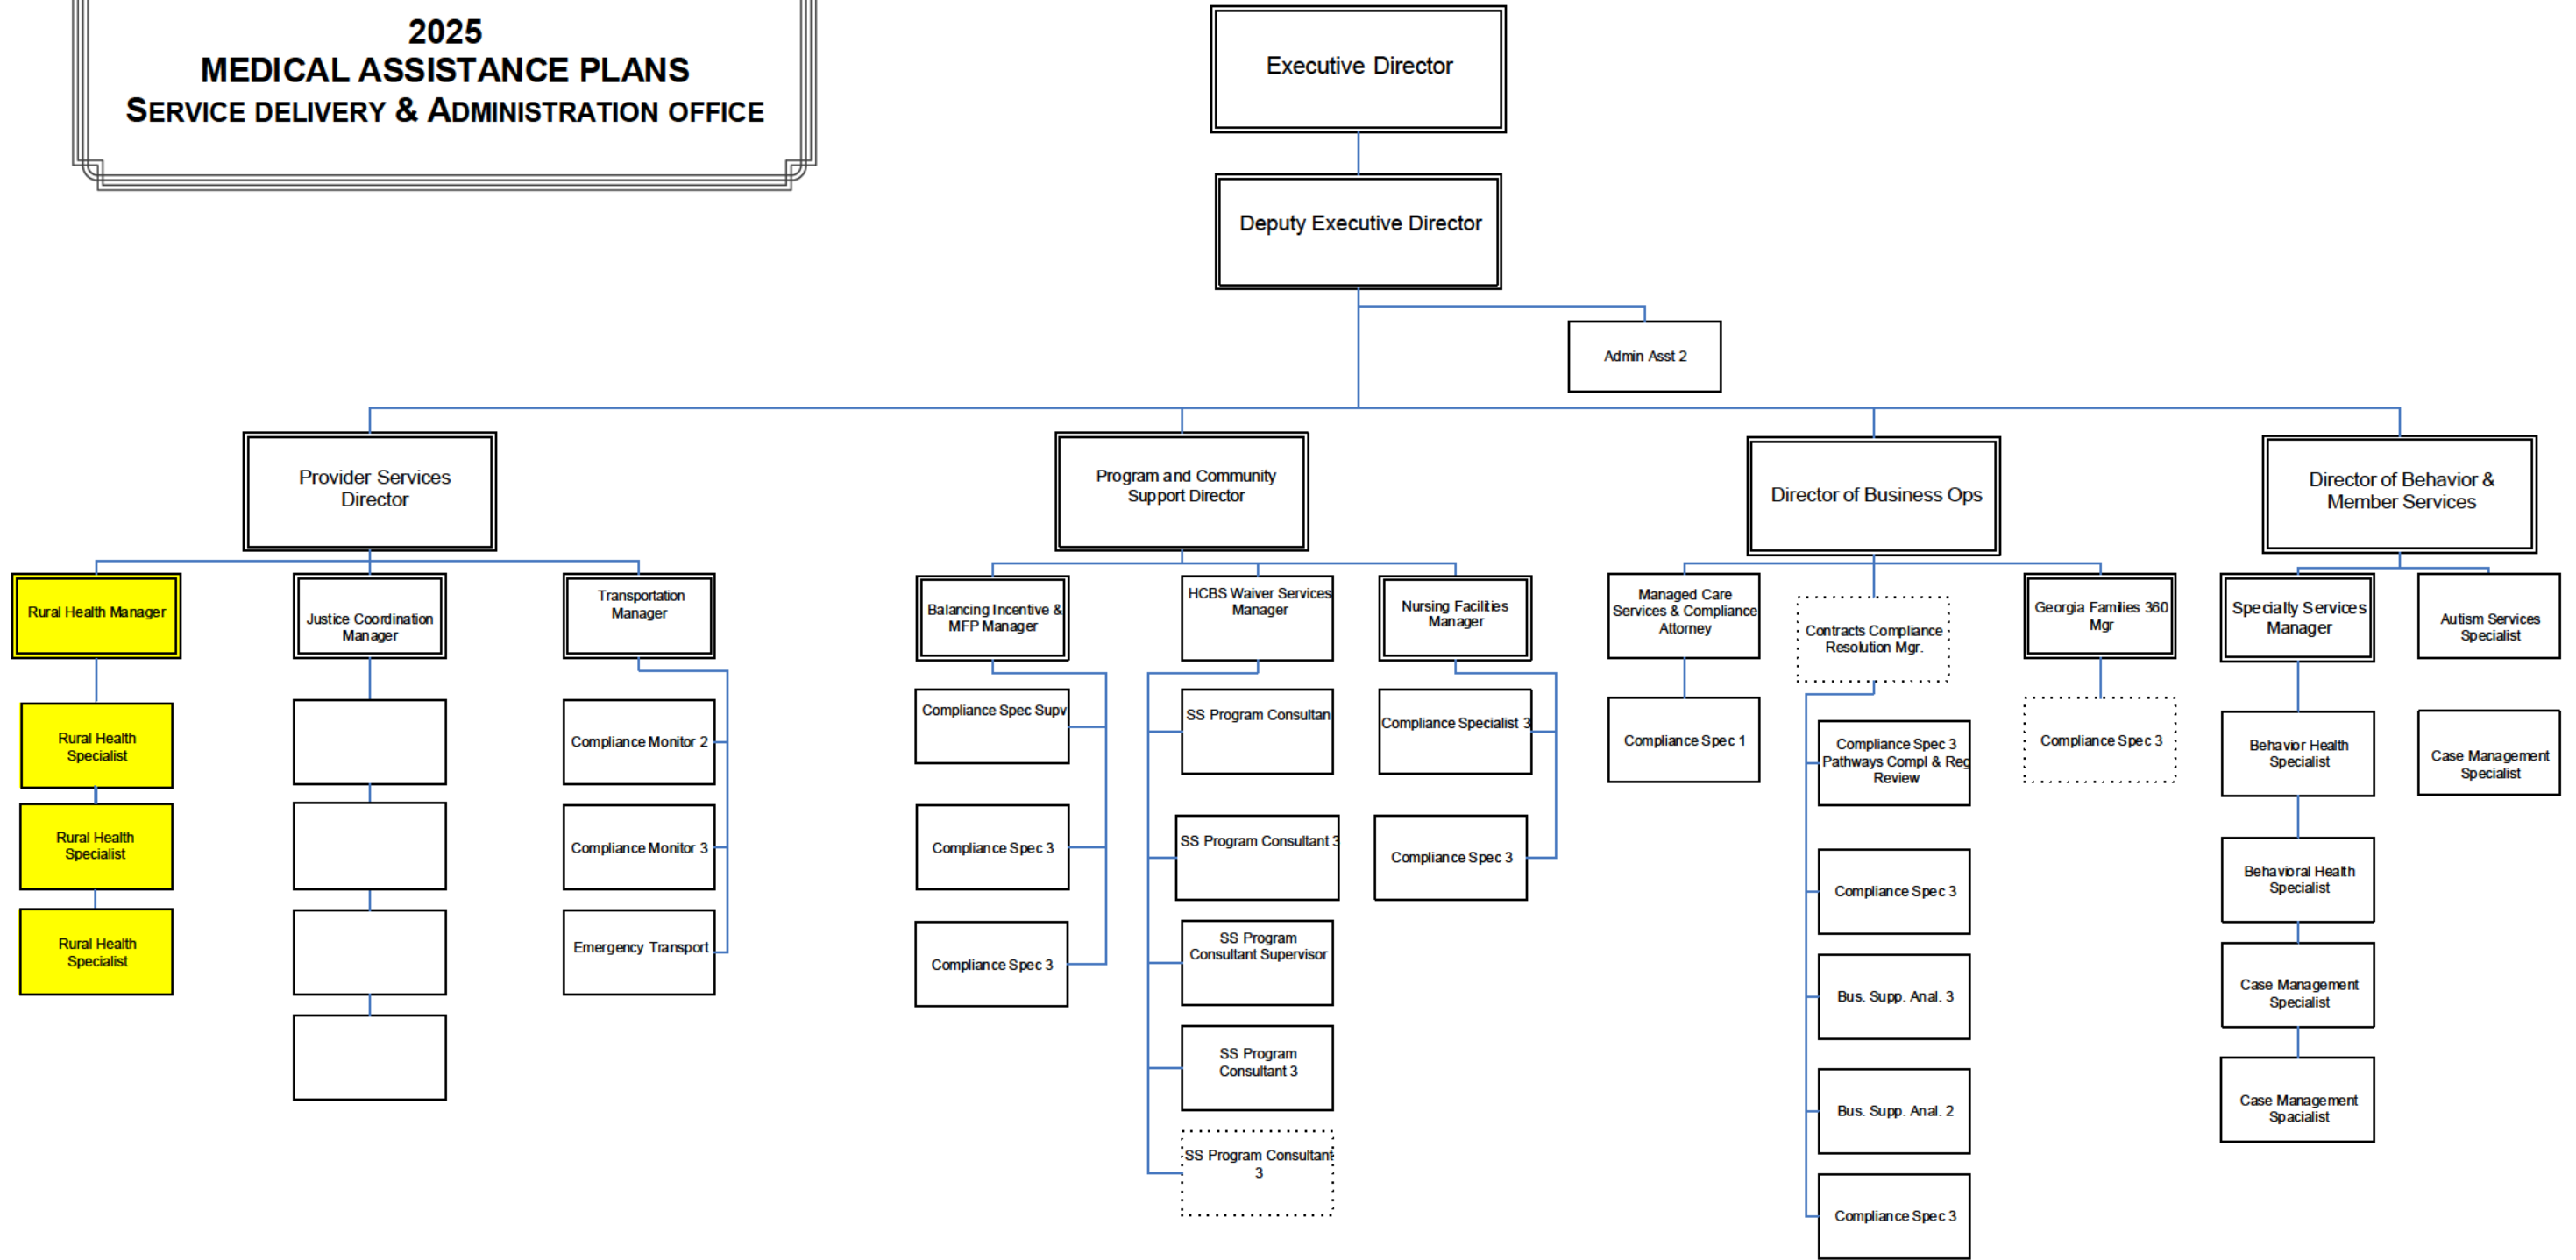 2025
MEDICAL ASSISTANCE PLANS
SERVICE DELIVERY & ADMINISTRATION OFFICE
Executive Director
Deputy Executive Director
Admin Asst 2
Provider Services
Director
Program and Community
Support Director
Director of Business Ops
Director of Behavior &
Member Services
Rural Health Manager
Justice Coordination
Manager
Transportation
Manager
Balancing Incentive &
MFP Manager
HCBS Waiver Services
Manager
Nursing Facilities
Manager
Managed Care
Services & Compliance
Attorney
Contracts Compliance
Resolution Mgr.
Georgia Families 360
Mgr
Specialty Services
Manager
Autism Services
Specialist
Rural Health
Specialist
Rural Health
Specialist
Rural Health
Specialist
Compliance Monitor 2
Compliance Monitor 3
Emergency Transport
Compliance Spec Supv
Compliance Spec 3
Compliance Spec 3
SS Program Consultan
SS Program Consultant 3
SS Program
Consultant Supervisor
SS Program
Consultant 3
SS Program Consultant
3
Compliance Specialist 3
Compliance Spec 3
Compliance Spec 1
Compliance Spec 3
Pathways Compl & Reg
Review
Compliance Spec 3
Bus. Supp. Anal. 3
Bus. Supp. Anal. 2
Compliance Spec 3
Compliance Spec 3
Behavior Health
Specialist
Behavioral Health
Specialist
Case Management
Specialist
Case Management
Spacialist
Case Management
Specialist